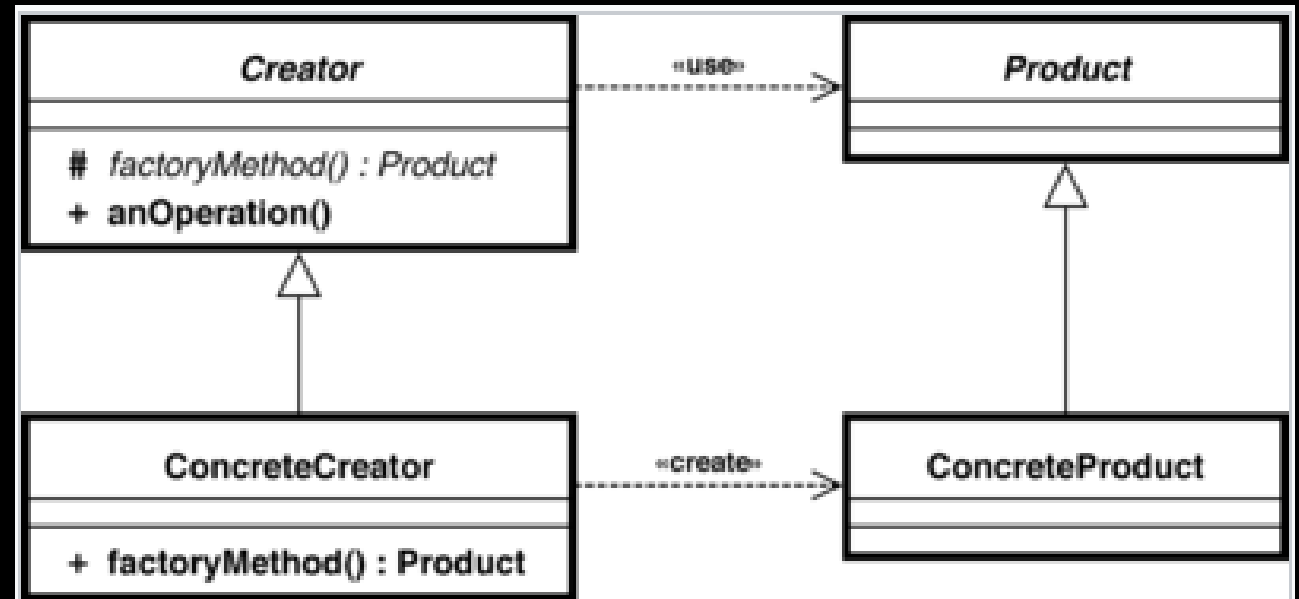 Creator
«use»
Product
# factoryMethod() : Product
+ anOperation()
ConcreteCreator
«create»
ConcreteProduct
+ factoryMethod() : Product